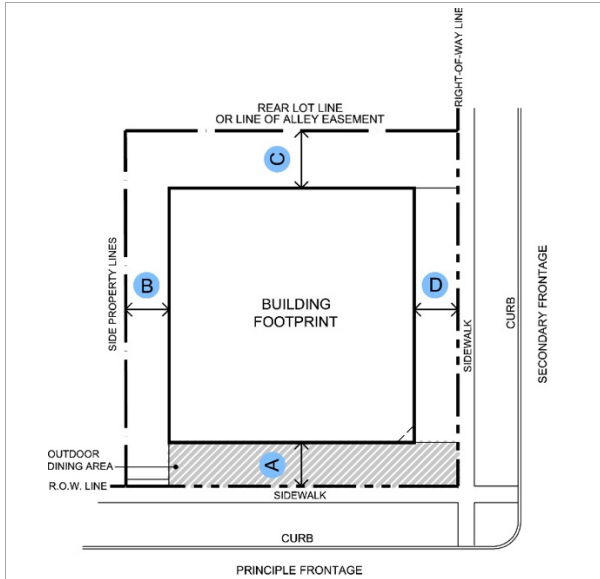 RIGHT-OF-WAY LINE
REAR LOT LINE
OR LINE OF ALLEY EASEMENT
C
SIDE PROPERTY LINES
B
BUILDING
FOOTPRINT
D
SIDEWALK
CURB
SECONDARY FRONTAGE
OUTDOOR
DINING AREA
A
R.O.W. LINE
SIDEWALK
CURB
PRINCIPLE FRONTAGE